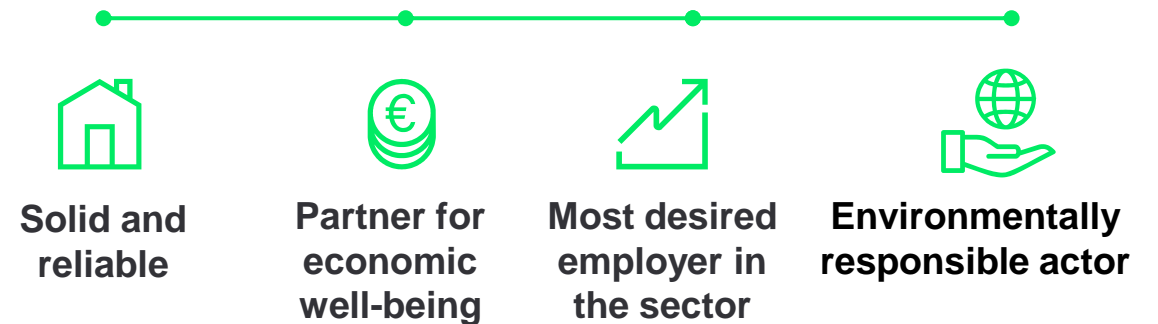 €
Solid and
reliable
Partner for
economic
well-being
Most desired
employer in
the sector
Environmentally
responsible actor